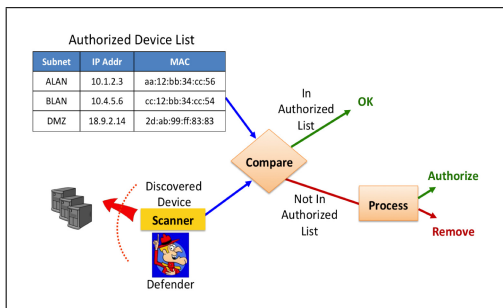 Authorized Device List
Subnet IP Addr MAC
ALAN 10.1.2.3 aa:12:bb:34:cc:56
BLAN 10.4.5.6 cc:12:bb:34:cc:54
DMZ 18.9.2.14 2d:ab:99:ff:83:83
In
Authorized
List
OK
Compare
Discovered
Device
Scanner
Defender
Not In
Authorized
List
Process
Authorize
Remove